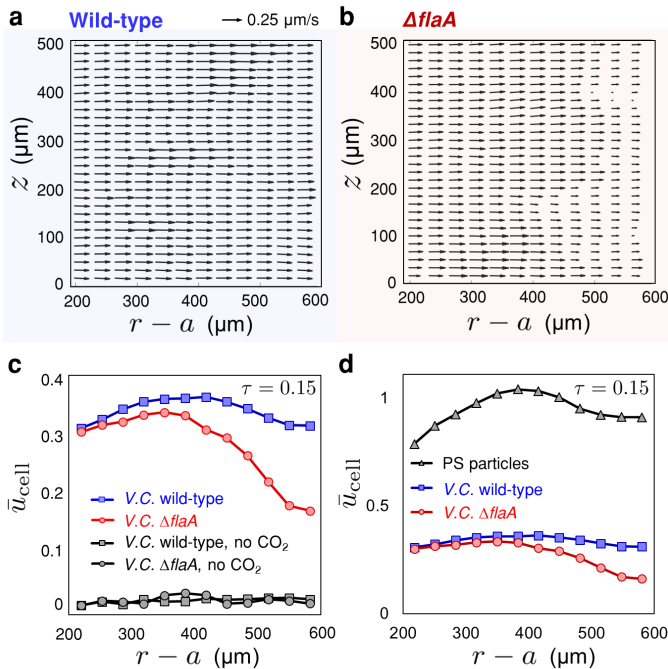 a Wild-type → 0.25 μm/s
500
400
300
200
100
0
z (μm)
200 300 400 500 600
r − a (μm)
b ΔflaA
500
400
300
200
100
0
z (μm)
200 300 400 500 600
r − a (μm)
c
τ = 0.15
0.4
0.3
0.2
0.1
0
ū_cell
V.C. wild-type
V.C. ΔflaA
V.C. wild-type, no CO₂
V.C. ΔflaA, no CO₂
200 300 400 500 600
r − a (μm)
d
τ = 0.15
1
0.5
0
ū_cell
PS particles
V.C. wild-type
V.C. ΔflaA
200 300 400 500 600
r − a (μm)